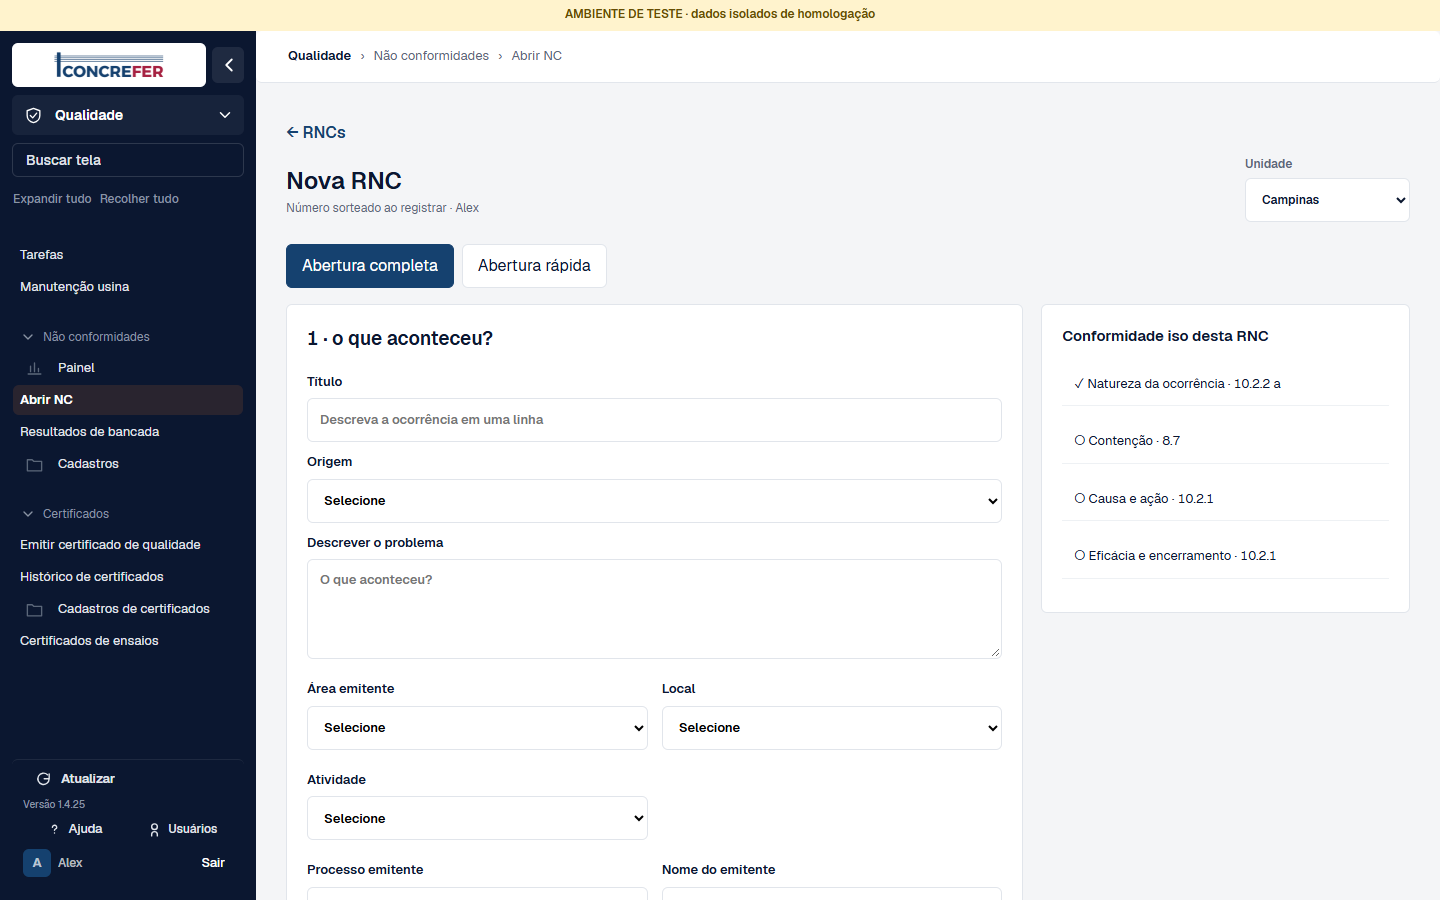 AMBIENTE DE TESTE · dados isolados de homologação
CONCREFER
Qualidade
Buscar tela
Expandir tudo Recolher tudo
Tarefas
Manutenção usina
Não conformidades
Painel
Abrir NC
Resultados de bancada
Cadastros
Certificados
Emitir certificado de qualidade
Histórico de certificados
Cadastros de certificados
Certificados de ensaios
Atualizar
Versão 1.4.25
? Ajuda Usuários
A Alex Sair
Qualidade › Não conformidades › Abrir NC
← RNCs
Nova RNC
Número sorteado ao registrar · Alex
Unidade
Campinas
Abertura completa Abertura rápida
1 · o que aconteceu?
Título
Descreva a ocorrência em uma linha
Origem
Selecione
Descrever o problema
O que aconteceu?
Área emitente Local
Selecione Selecione
Atividade
Selecione
Processo emitente Nome do emitente
Conformidade iso desta RNC
✓ Natureza da ocorrência · 10.2.2 a
○ Contenção · 8.7
○ Causa e ação · 10.2.1
○ Eficácia e encerramento · 10.2.1